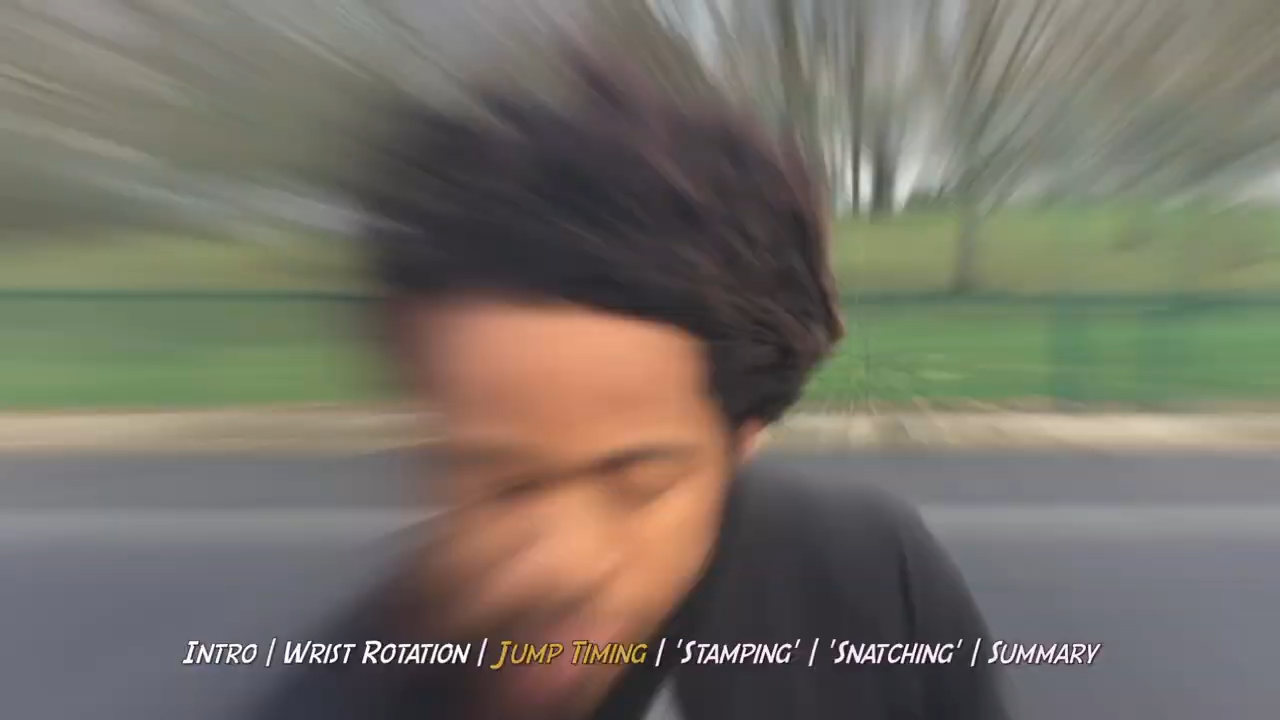 Intro | Wrist Rotation | Jump Timing | 'Stamping' | 'Snatching' | Summary